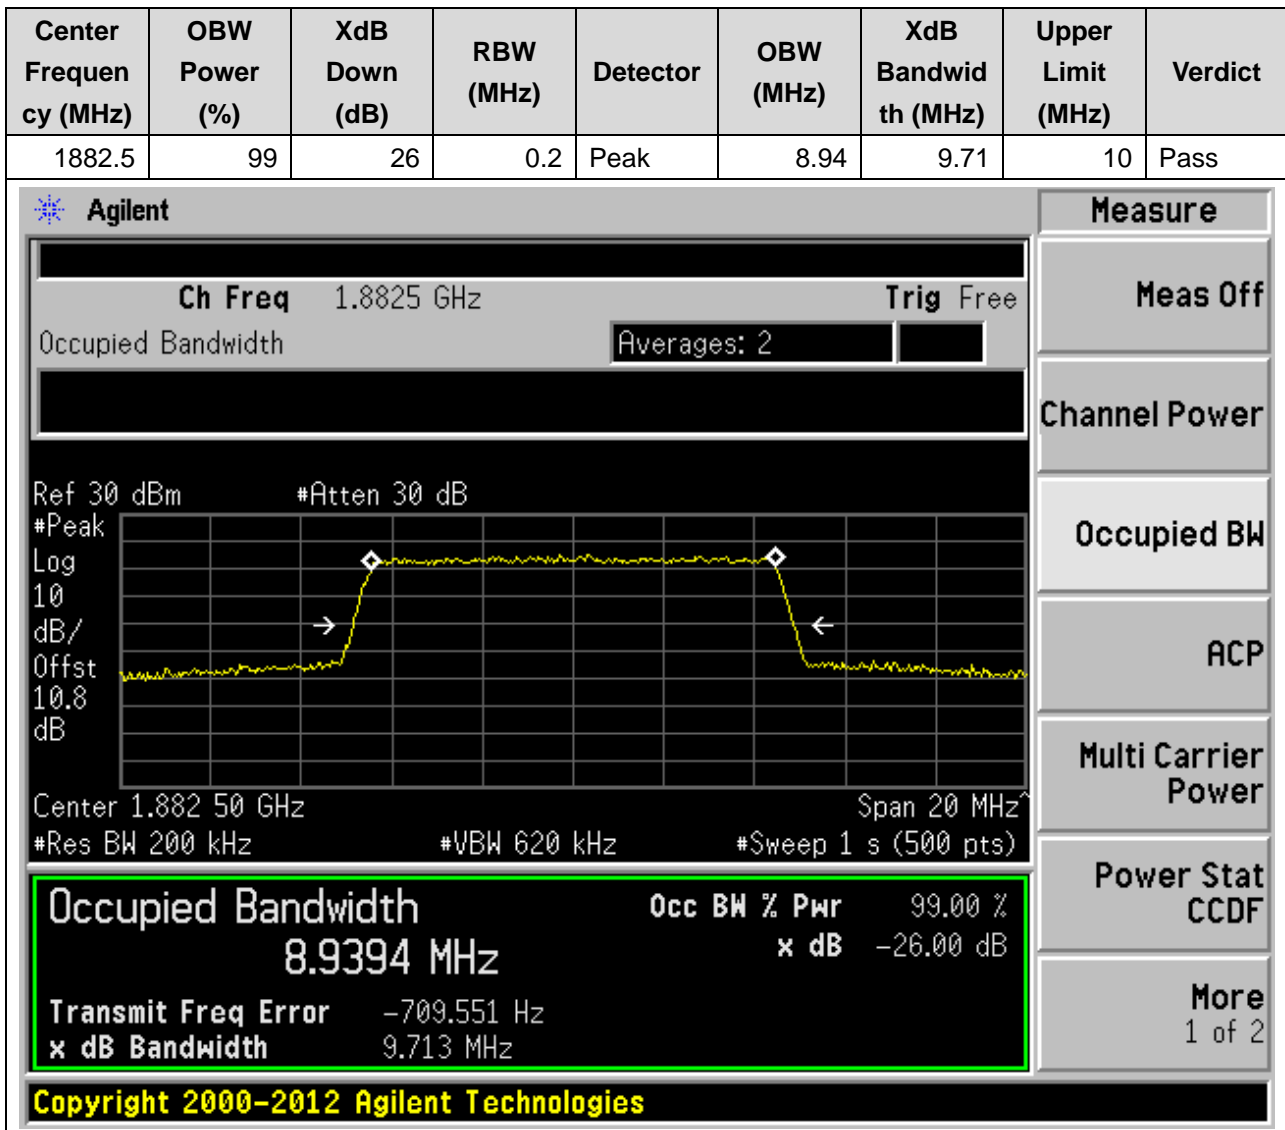 Center Frequen cy (MHz) OBW Power (%) XdB Down (dB) RBW (MHz) Detector OBW (MHz) XdB Bandwid th (MHz) Upper Limit (MHz) Verdict
1882.5 99 26 0.2 Peak 8.94 9.71 10 Pass
Agilent
Measure
Ch Freq 1.8825 GHz Trig Free
Occupied Bandwidth Averages: 2
Ref 30 dBm #Atten 30 dB
#Peak
Log
10
dB/
Offst
10.8
dB
Center 1.882 50 GHz Span 20 MHz^
#Res BW 200 kHz #VBW 620 kHz #Sweep 1 s (500 pts)
Occupied Bandwidth Occ BW % Pwr 99.00 %
8.9394 MHz x dB -26.00 dB
Transmit Freq Error -709.551 Hz
x dB Bandwidth 9.713 MHz
Meas Off
Channel Power
Occupied BW
ACP
Multi Carrier
Power
Power Stat
CCDF
More
1 of 2
Copyright 2000-2012 Agilent Technologies